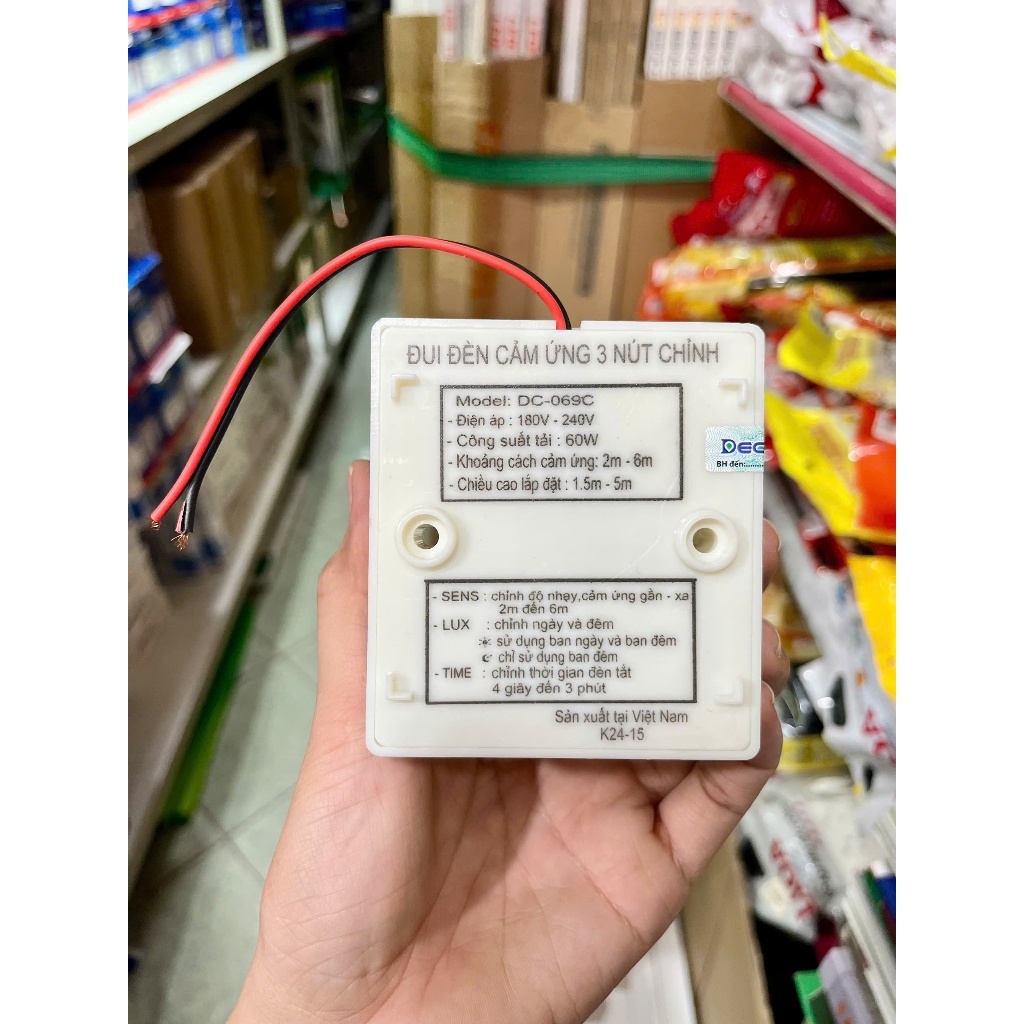 ĐUI ĐÈN CẢM ỨNG 3 NÚT CHỈNH
Model: DC-069C
- Điện áp : 180V - 240V
- Công suất tải : 60W
- Khoảng cách cảm ứng: 2m - 6m
- Chiều cao lắp đặt : 1.5m - 5m
BH đến:
- SENS : chỉnh độ nhạy,cảm ứng gần - xa
2m đến 6m
- LUX : chỉnh ngày và đêm
sử dụng ban ngày và ban đêm
chỉ sử dụng ban đêm
- TIME : chỉnh thời gian đèn tắt
4 giây đến 3 phút
Sản xuất tại Việt Nam
K24-15